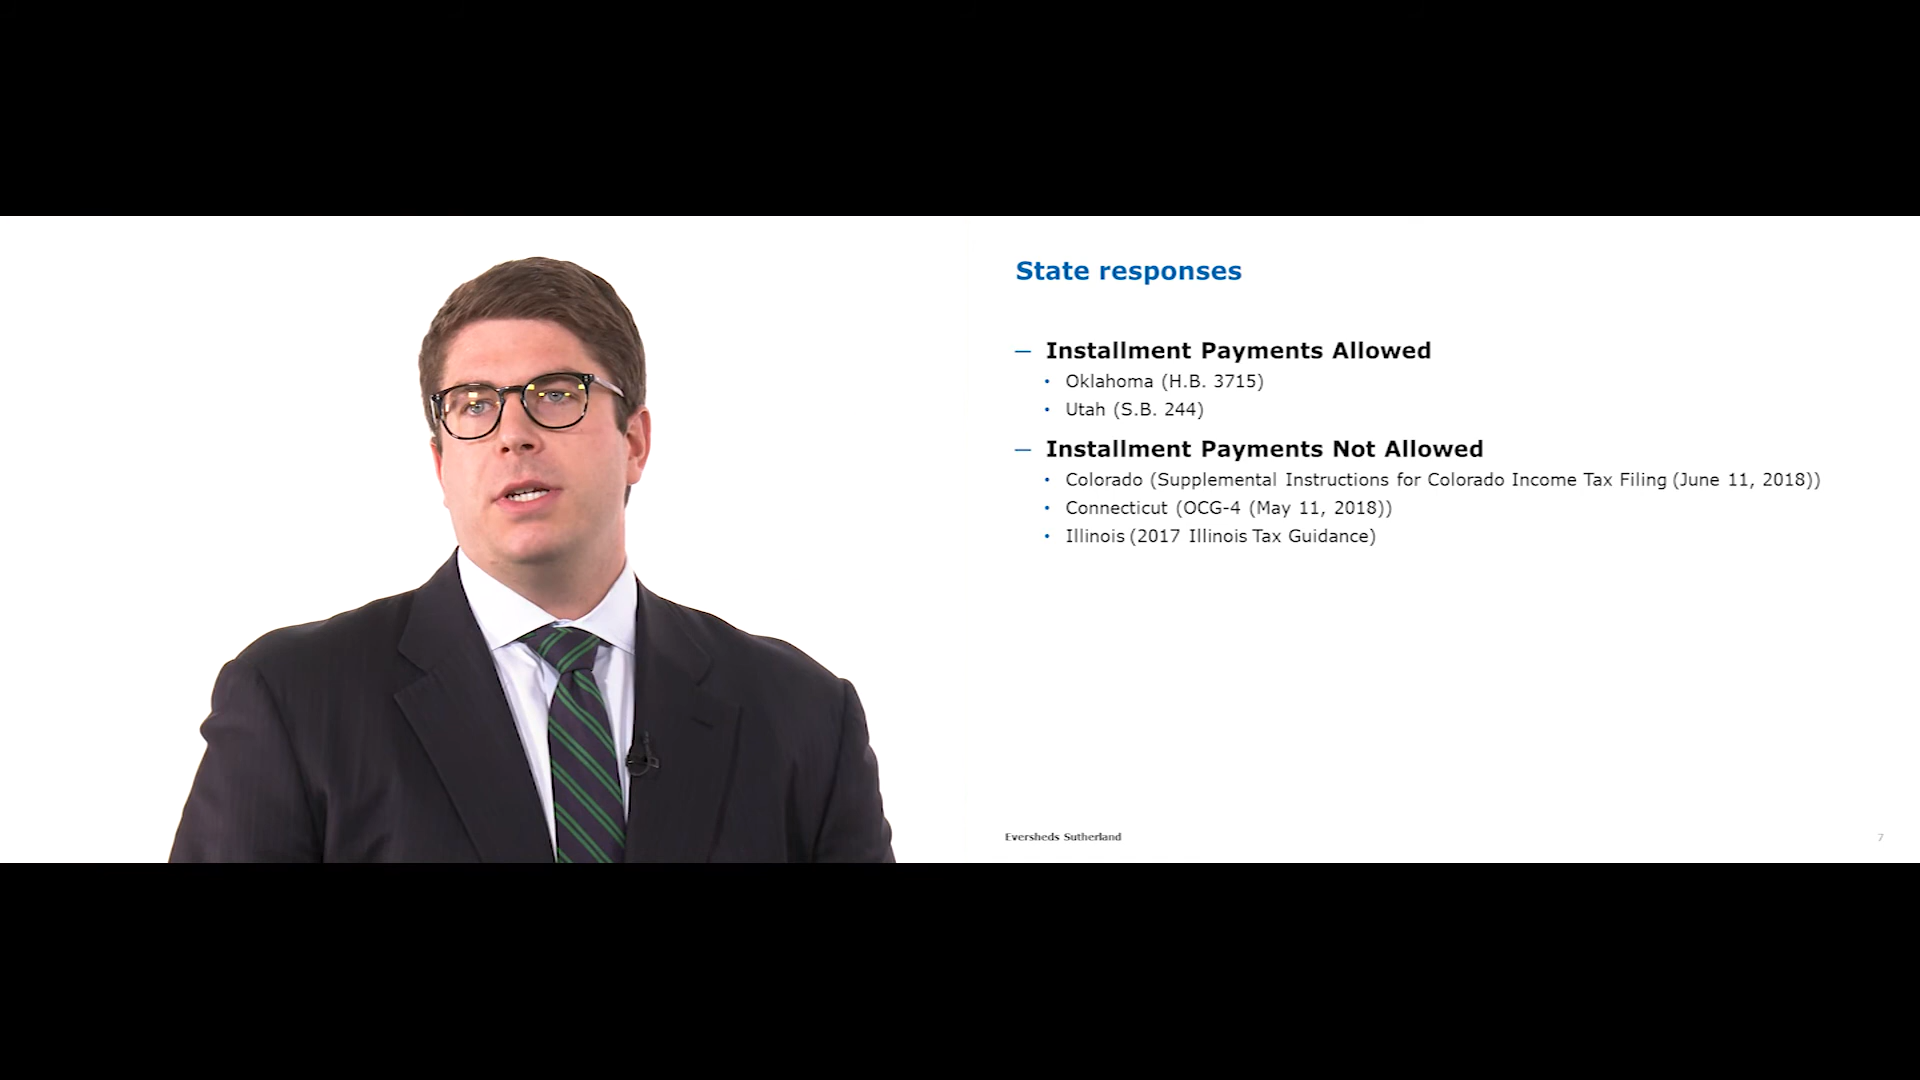 State responses
— Installment Payments Allowed
• Oklahoma (H.B. 3715)
• Utah (S.B. 244)
— Installment Payments Not Allowed
• Colorado (Supplemental Instructions for Colorado Income Tax Filing (June 11, 2018))
• Connecticut (OCG-4 (May 11, 2018))
• Illinois (2017 Illinois Tax Guidance)
Eversheds Sutherland
7